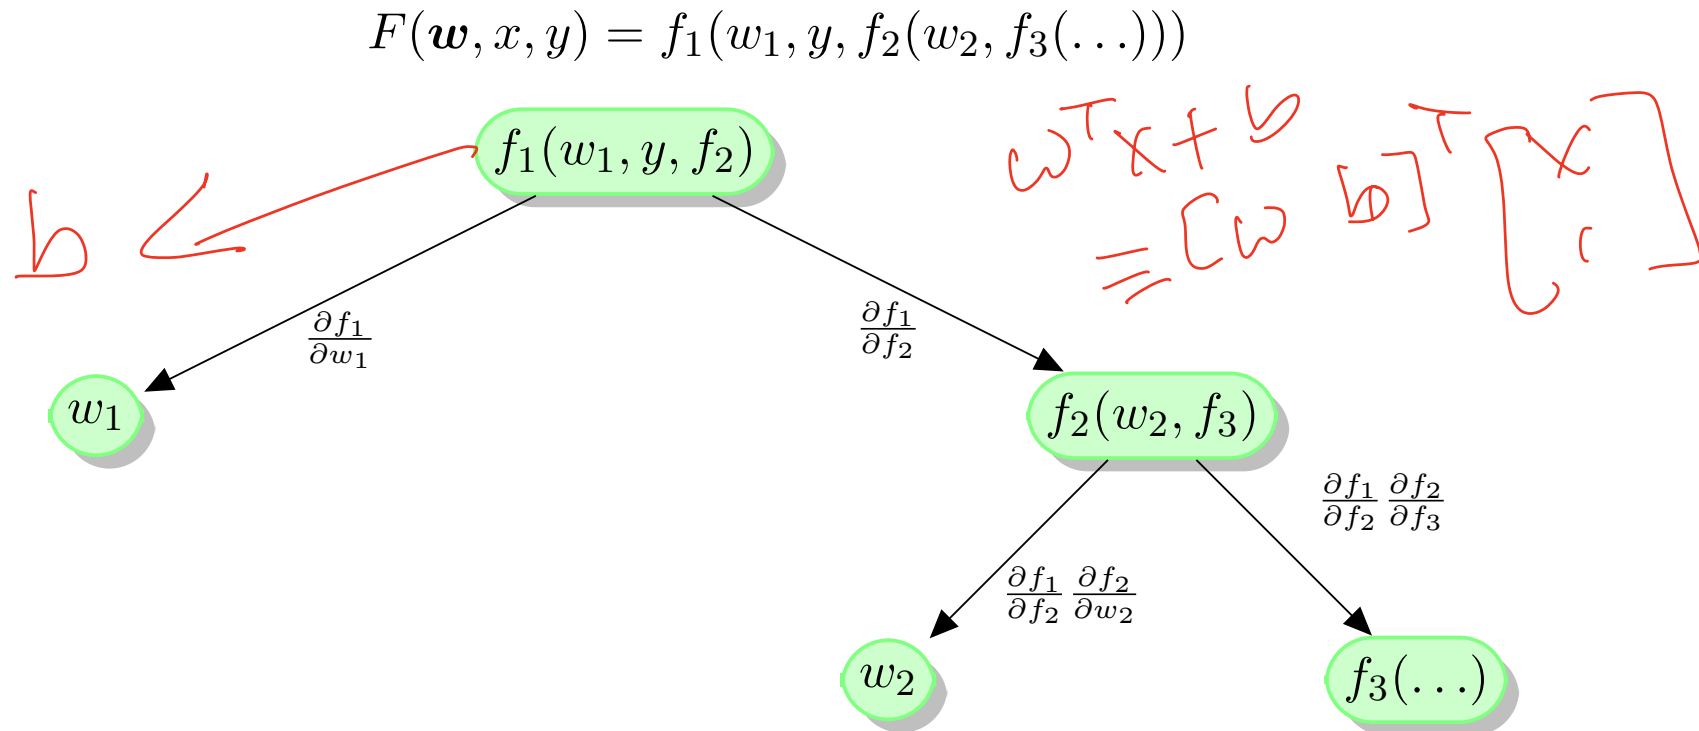 F(w, x, y) = f₁(w₁, y, f₂(w₂, f₃(…)))
f₁(w₁, y, f₂)
wᵀx + b
= [w b]ᵀ [x
1]
b
∂f₁/∂w₁
∂f₁/∂f₂
w₁
f₂(w₂, f₃)
∂f₁/∂f₂ ∂f₂/∂f₃
∂f₁/∂f₂ ∂f₂/∂w₂
w₂
f₃(…)